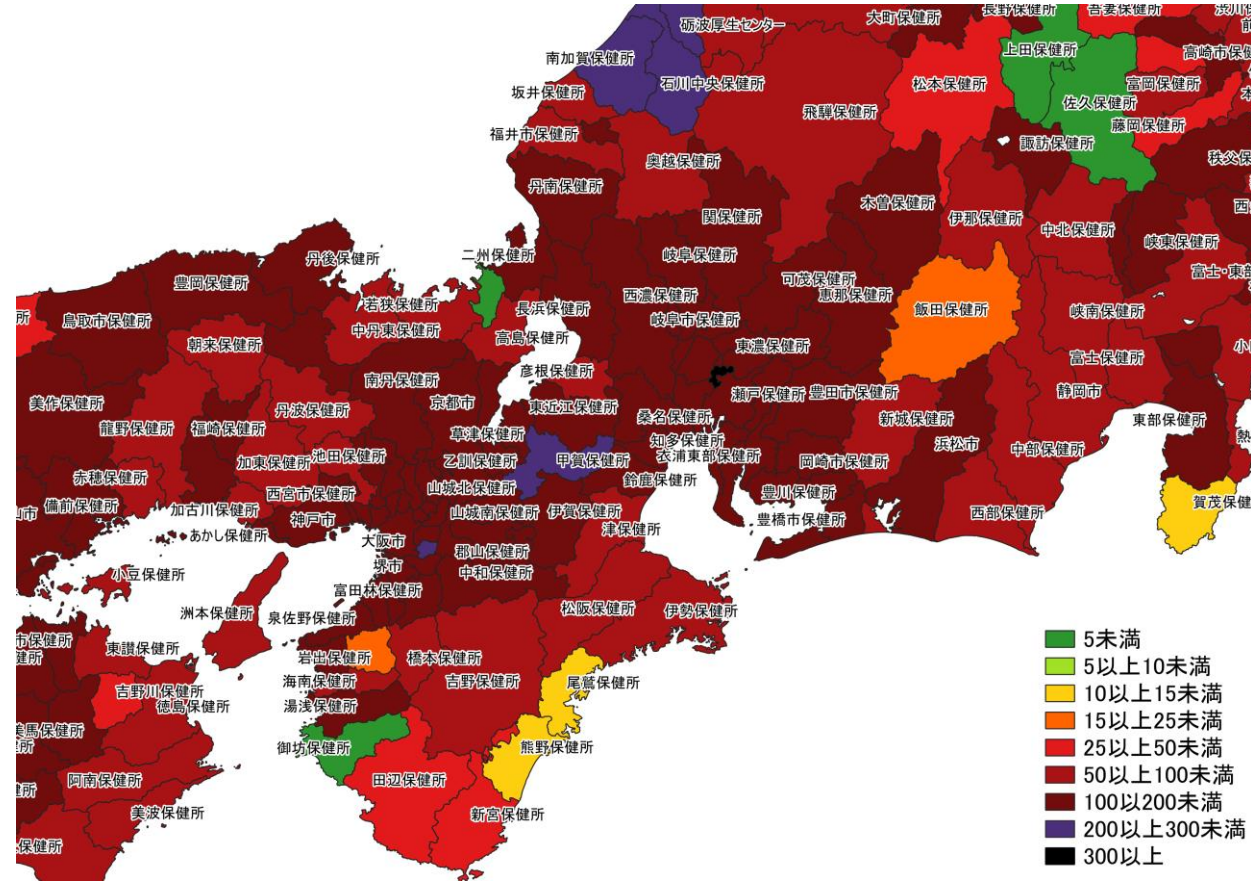 砺波厚生センター
大町保健所
長野保健所
吾妻保健所
渋川保
南加賀保健所
上田保健所
高崎市保健
石川中央保健所
松本保健所
富岡保健所
坂井保健所
佐久保健所
飛騨保健所
藤岡保健所
福井市保健所
諏訪保健所
奥越保健所
秩父保
丹南保健所
木曽保健所
関保健所
伊那保健所
中北保健所
峡東保健所
二州保健所
岐阜保健所
丹後保健所
富士・東部
豊岡保健所
可茂保健所
恵那保健所
若狭保健所
長浜保健所
西濃保健所
飯田保健所
峡南保健所
鳥取市保健所
中丹東保健所
岐阜市保健所
高島保健所
朝来保健所
東濃保健所
富士保健所
彦根保健所
南丹保健所
静岡市
美作保健所
京都市
瀬戸保健所
豊田市保健所
丹波保健所
東近江保健所
桑名保健所
新城保健所
東部保健所
龍野保健所
福崎保健所
草津保健所
知多保健所
浜松市
中部保健所
熱
池田保健所
衣浦東部保健所
加東保健所
乙訓保健所
甲賀保健所
岡崎市保健所
赤穂保健所
鈴鹿保健所
山城北保健所
西宮市保健所
豊川保健所
備前保健所
賀茂保健
加古川保健所
山城南保健所
伊賀保健所
西部保健所
山市
神戸市
豊橋市保健所
津保健所
あかし保健所
大阪市
郡山保健所
堺市
中和保健所
小豆保健所
富田林保健所
洲本保健所
松阪保健所
伊勢保健所
泉佐野保健所
市保健所
健所
東讃保健所
岩出保健所
橋本保健所
海南保健所
吉野保健所
尾鷲保健所
吉野川保健所
徳島保健所
湯浅保健所
美馬保健所
御坊保健所
熊野保健所
阿南保健所
田辺保健所
美波保健所
新宮保健所
保健所
5未満
5以上10未満
10以上15未満
15以上25未満
25以上50未満
50以上100未満
100以200未満
200以上300未満
300以上